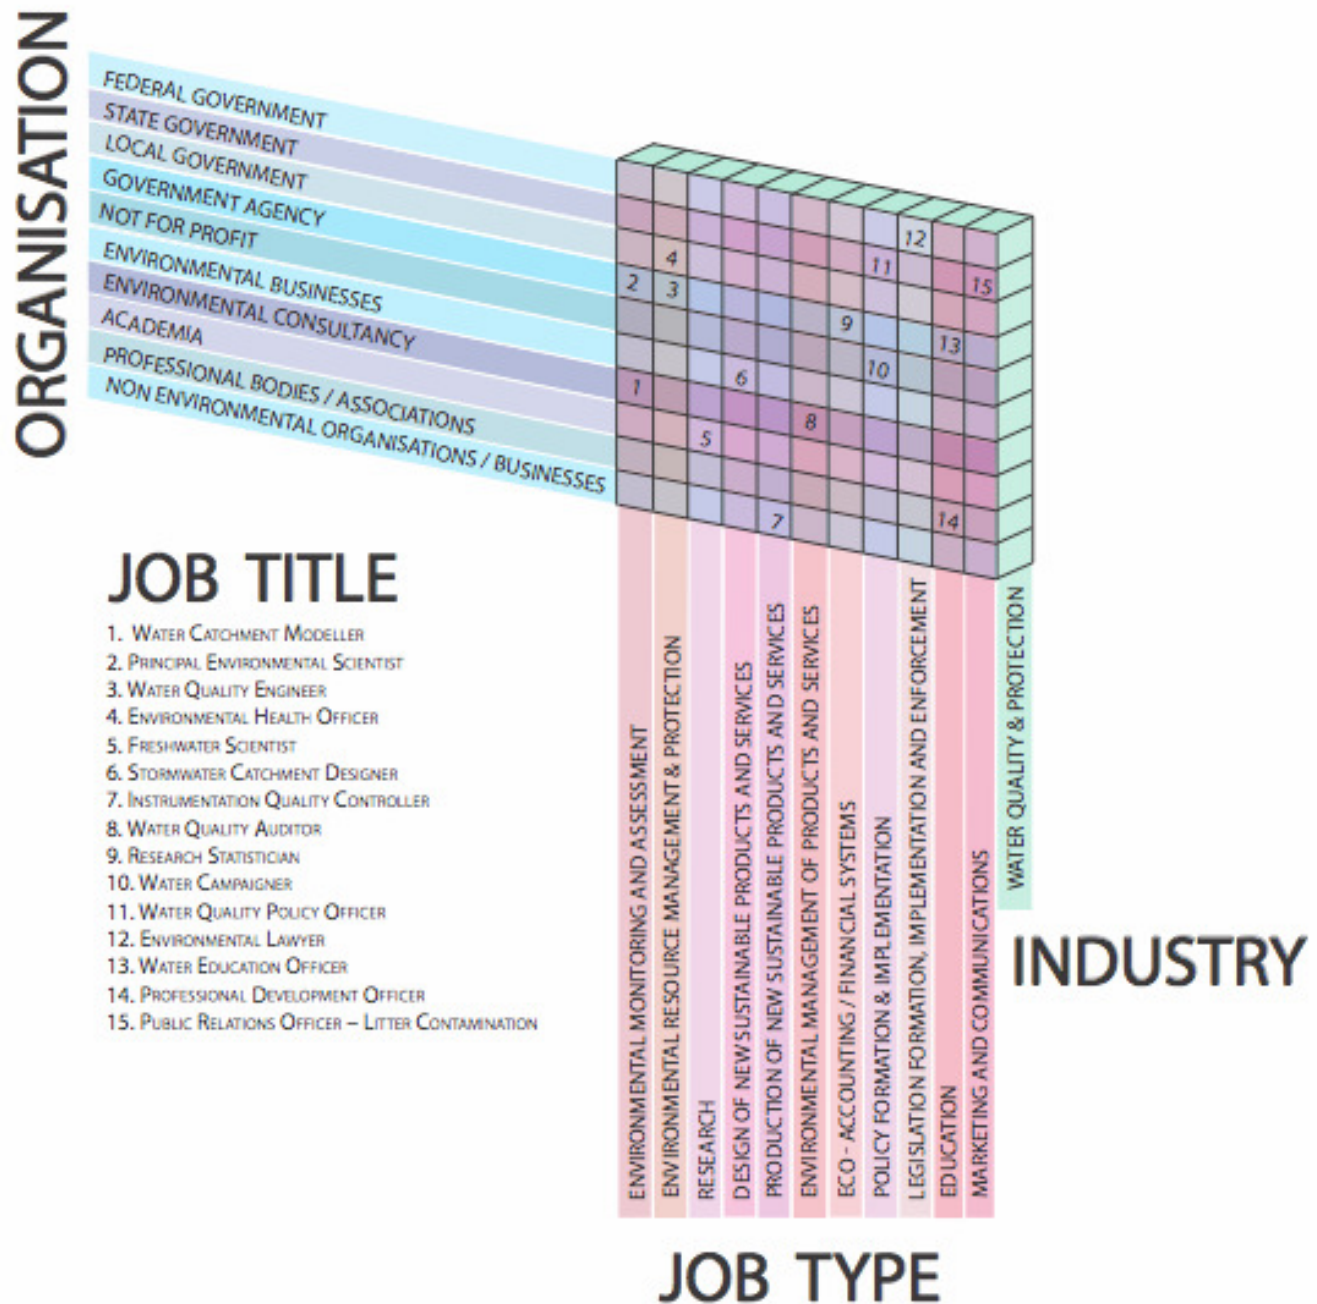 ORGANISATION
FEDERAL GOVERNMENT
STATE GOVERNMENT
LOCAL GOVERNMENT
GOVERNMENT AGENCY
NOT FOR PROFIT
ENVIRONMENTAL BUSINESSES
ENVIRONMENTAL CONSULTANCY
ACADEMIA
PROFESSIONAL BODIES / ASSOCIATIONS
NON ENVIRONMENTAL ORGANISATIONS / BUSINESSES
12
4
11
2
3
15
9
13
6
10
1
8
5
7
14
JOB TITLE
1. WATER CATCHMENT MODELLER
2. PRINCIPAL ENVIRONMENTAL SCIENTIST
3. WATER QUALITY ENGINEER
4. ENVIRONMENTAL HEALTH OFFICER
5. FRESHWATER SCIENTIST
6. STORMWATER CATCHMENT DESIGNER
7. INSTRUMENTATION QUALITY CONTROLLER
8. WATER QUALITY AUDITOR
9. RESEARCH STATISTICIAN
10. WATER CAMPAIGNER
11. WATER QUALITY POLICY OFFICER
12. ENVIRONMENTAL LAWYER
13. WATER EDUCATION OFFICER
14. PROFESSIONAL DEVELOPMENT OFFICER
15. PUBLIC RELATIONS OFFICER – LITTER CONTAMINATION
ENVIRONMENTAL MONITORING AND ASSESSMENT
ENVIRONMENTAL RESOURCE MANAGEMENT & PROTECTION
RESEARCH
DESIGN OF NEW SUSTAINABLE PRODUCTS AND SERVICES
PRODUCTION OF NEW SUSTAINABLE PRODUCTS AND SERVICES
ENVIRONMENTAL MANAGEMENT OF PRODUCTS AND SERVICES
ECO - ACCOUNTING / FINANCIAL SYSTEMS
POLICY FORMATION & IMPLEMENTATION
LEGISLATION FORMATION, IMPLEMENTATION AND ENFORCEMENT
EDUCATION
MARKETING AND COMMUNICATIONS
WATER QUALITY & PROTECTION
INDUSTRY
JOB TYPE